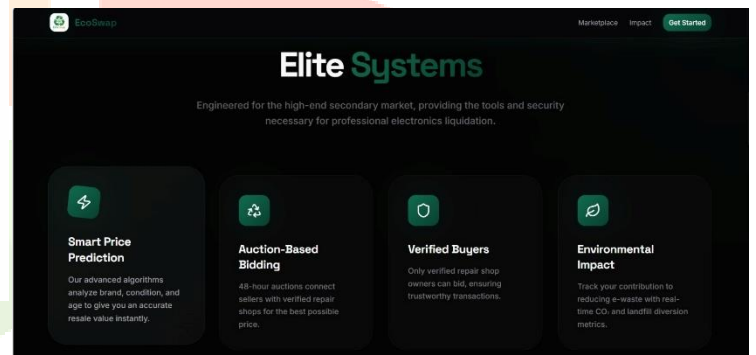 EcoSwap
Marketplace Impact Get Started
Elite Systems
Engineered for the high-end secondary market, providing the tools and security
necessary for professional electronics liquidation.
Smart Price
Prediction
Our advanced algorithms
analyze brand, condition, and
age to give you an accurate
resale value instantly.
Auction-Based
Bidding
48-hour auctions connect
sellers with verified repair
shops for the best possible
price.
Verified Buyers
Only verified repair shop
owners can bid, ensuring
trustworthy transactions.
Environmental
Impact
Track your contribution to
reducing e-waste with real-
time CO₂ and landfill diversion
metrics.